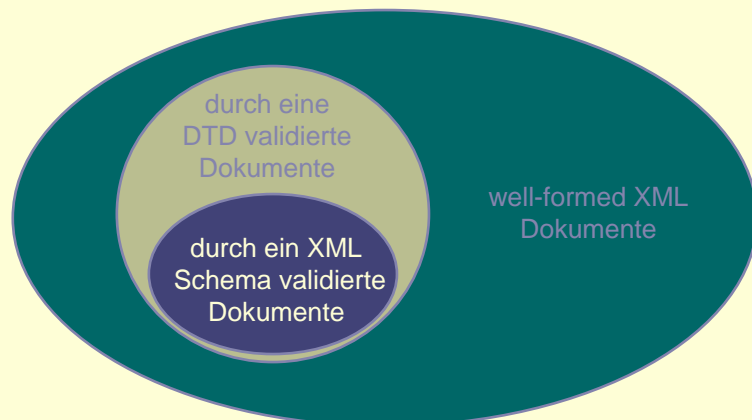 durch eine
DTD validierte
Dokumente
well-formed XML
Dokumente
durch ein XML
Schema validierte
Dokumente